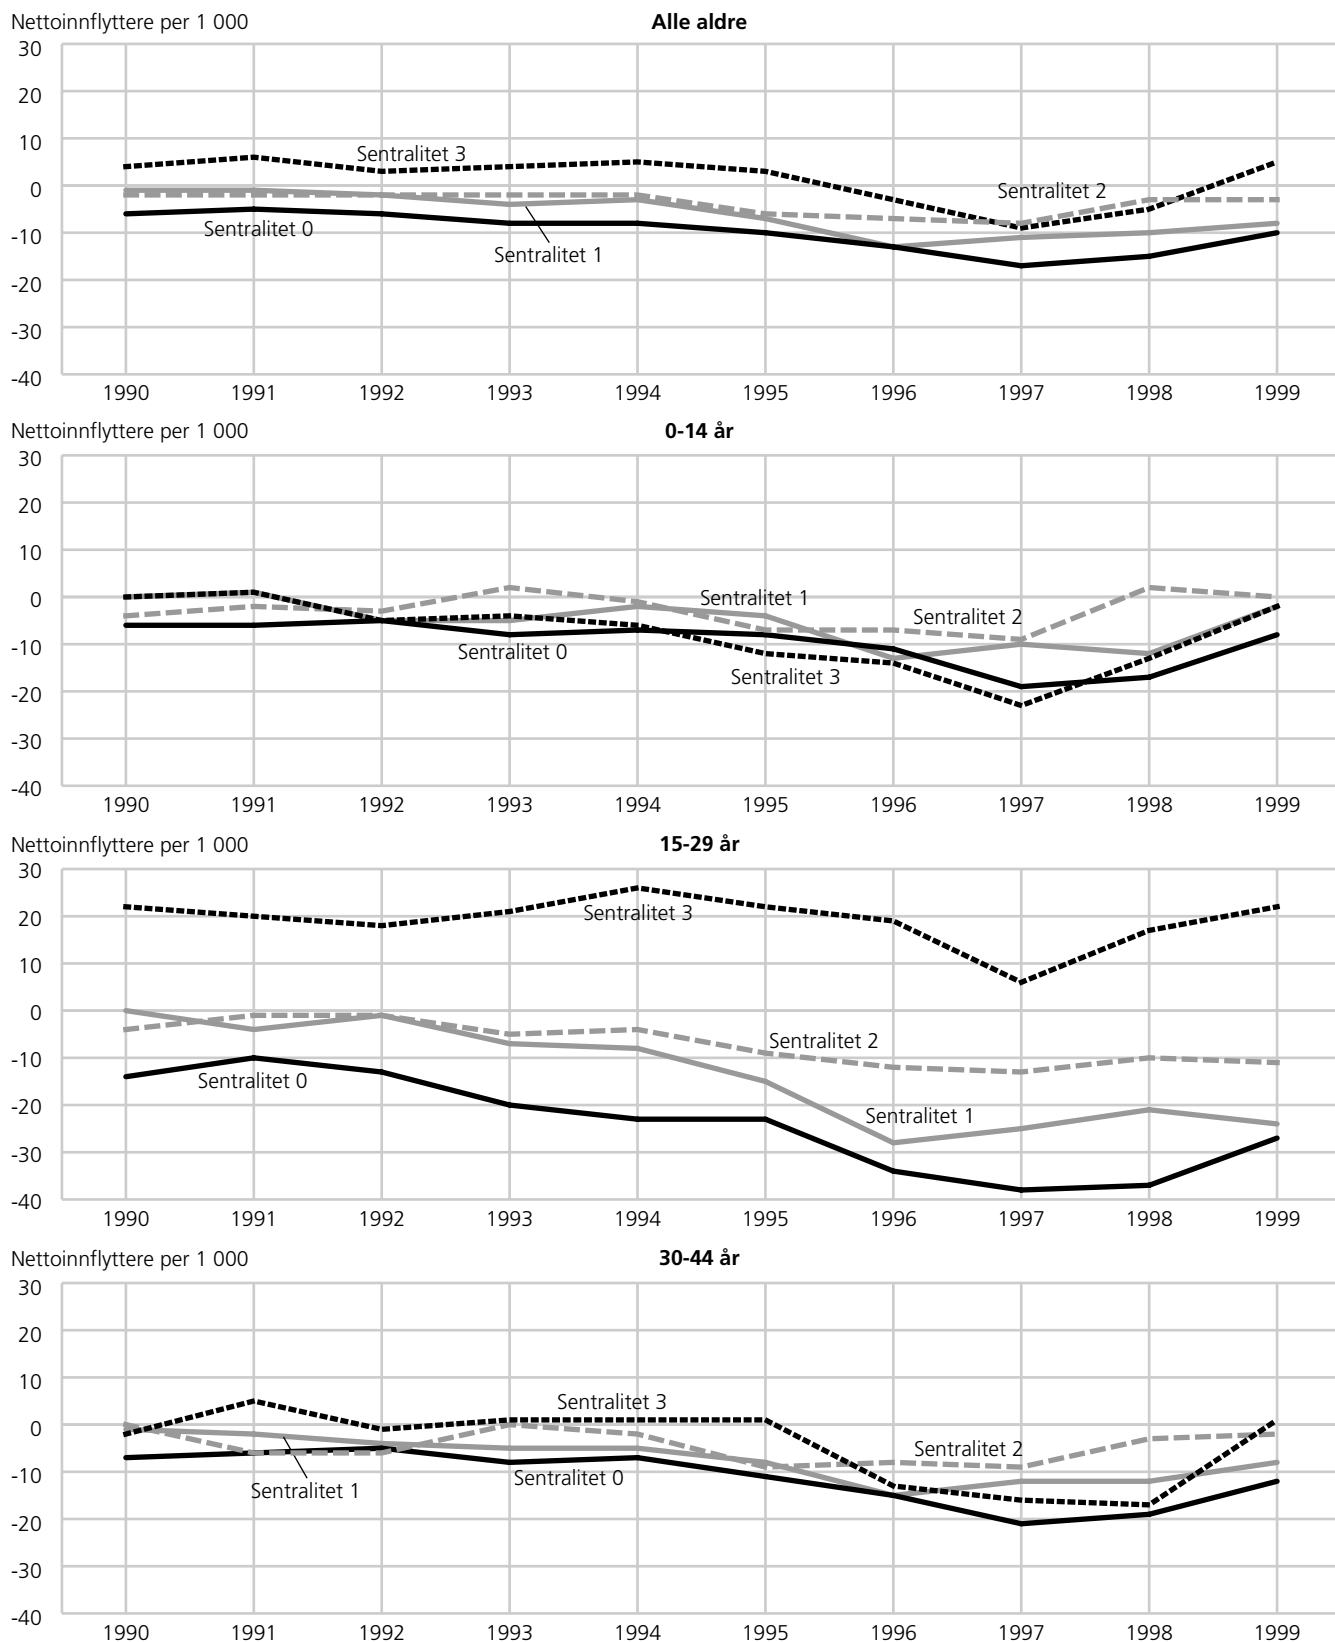 Nettoinnflyttere per 1 000
Alle aldre
30
20
10
0
-10
-20
-30
-40
Sentralitet 3
Sentralitet 2
Sentralitet 0
Sentralitet 1
1990 1991 1992 1993 1994 1995 1996 1997 1998 1999
Nettoinnflyttere per 1 000
0-14 år
30
20
10
0
-10
-20
-30
-40
Sentralitet 1
Sentralitet 2
Sentralitet 0
Sentralitet 3
1990 1991 1992 1993 1994 1995 1996 1997 1998 1999
Nettoinnflyttere per 1 000
15-29 år
30
20
10
0
-10
-20
-30
-40
Sentralitet 3
Sentralitet 2
Sentralitet 0
Sentralitet 1
1990 1991 1992 1993 1994 1995 1996 1997 1998 1999
Nettoinnflyttere per 1 000
30-44 år
30
20
10
0
-10
-20
-30
-40
Sentralitet 3
Sentralitet 2
Sentralitet 0
Sentralitet 1
1990 1991 1992 1993 1994 1995 1996 1997 1998 1999